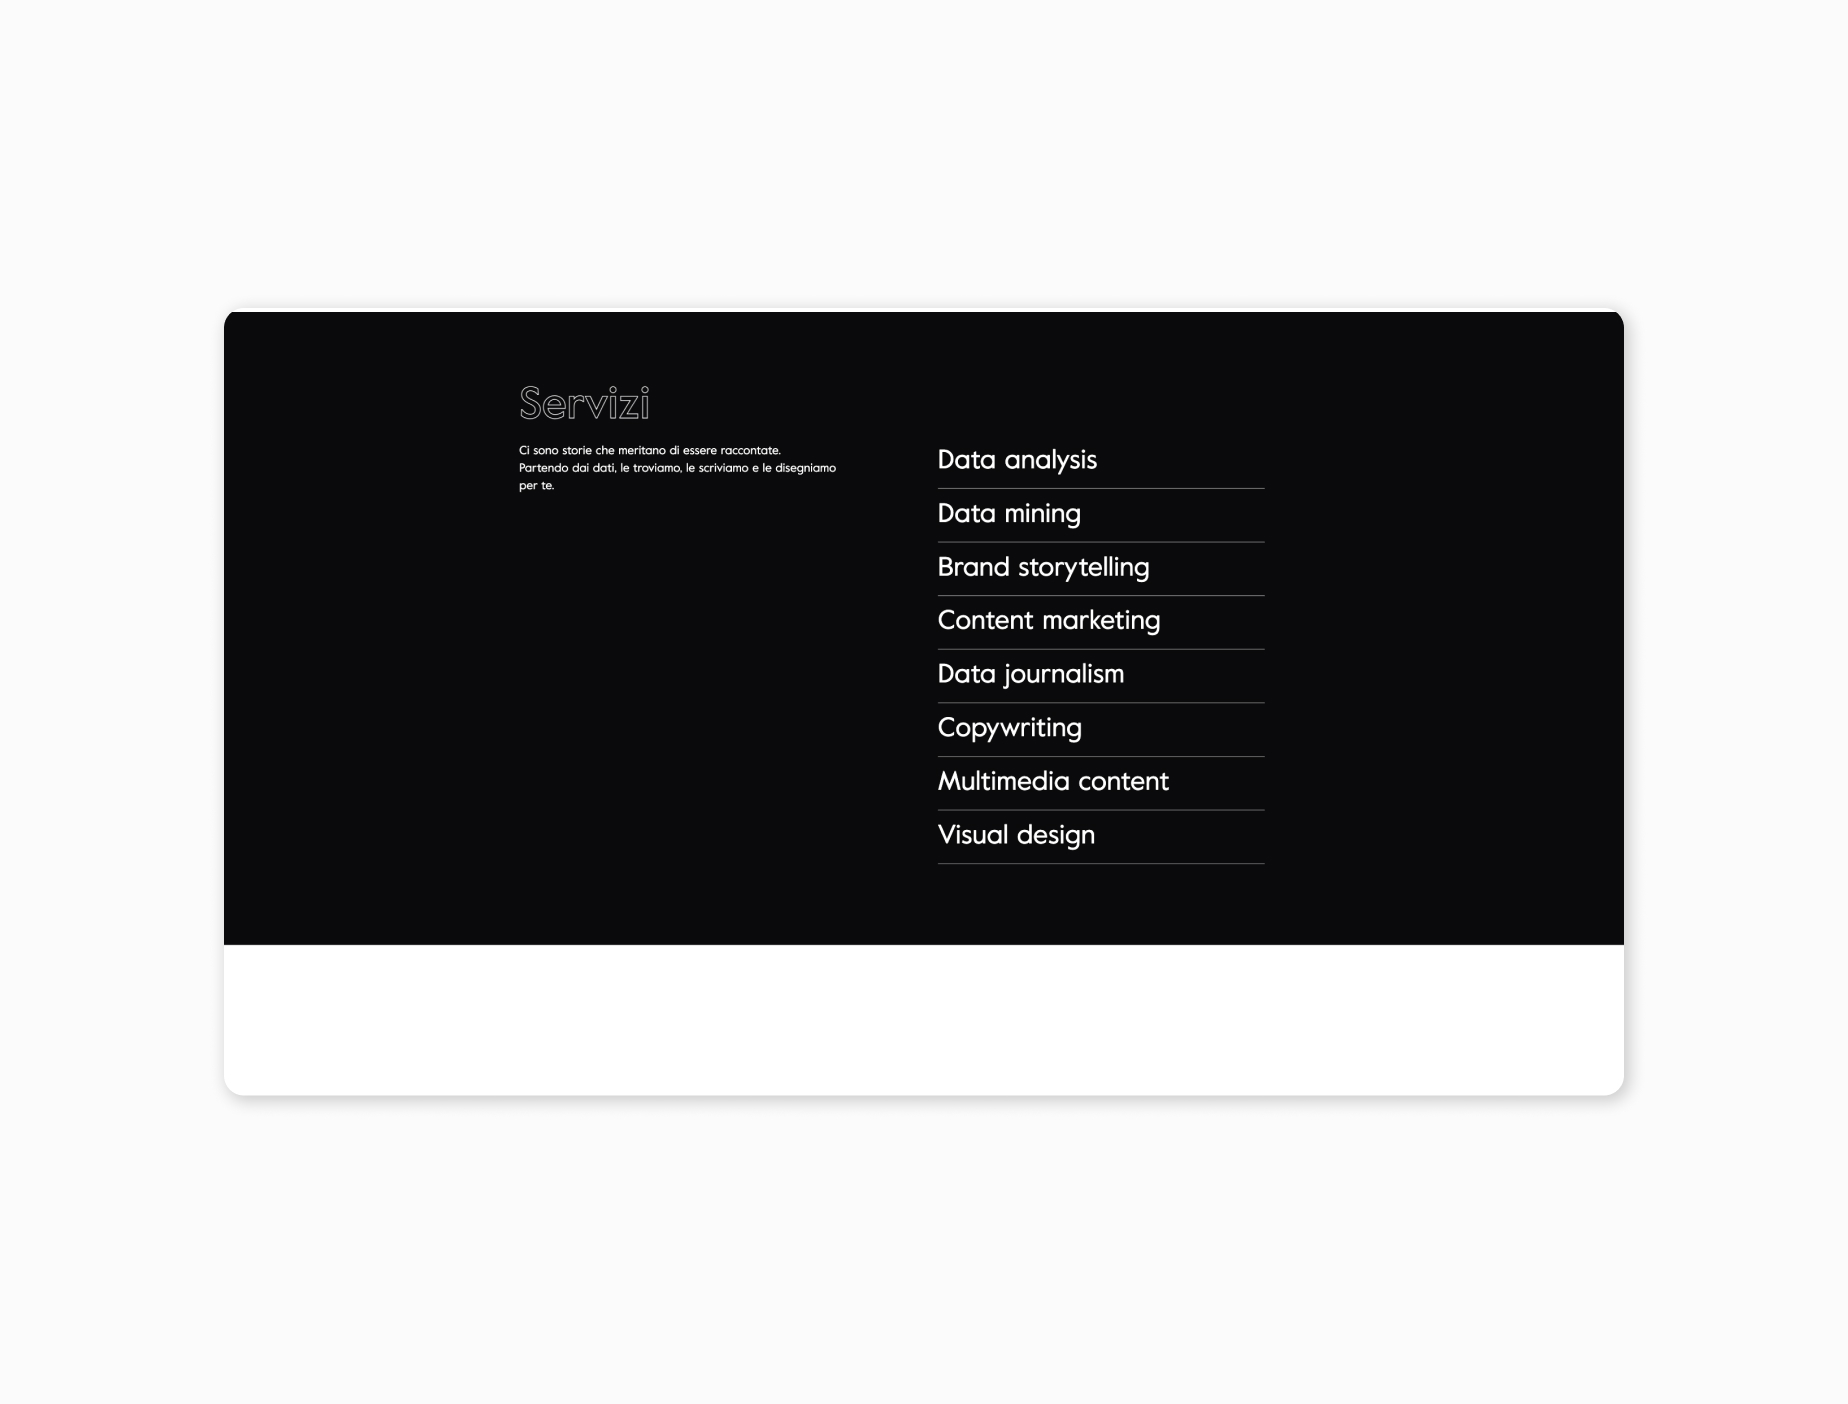 Servizi
Ci sono storie che meritano di essere raccontate.
Partendo dai dati, le troviamo, le scriviamo e le disegniamo
per te.
Data analysis
Data mining
Brand storytelling
Content marketing
Data journalism
Copywriting
Multimedia content
Visual design